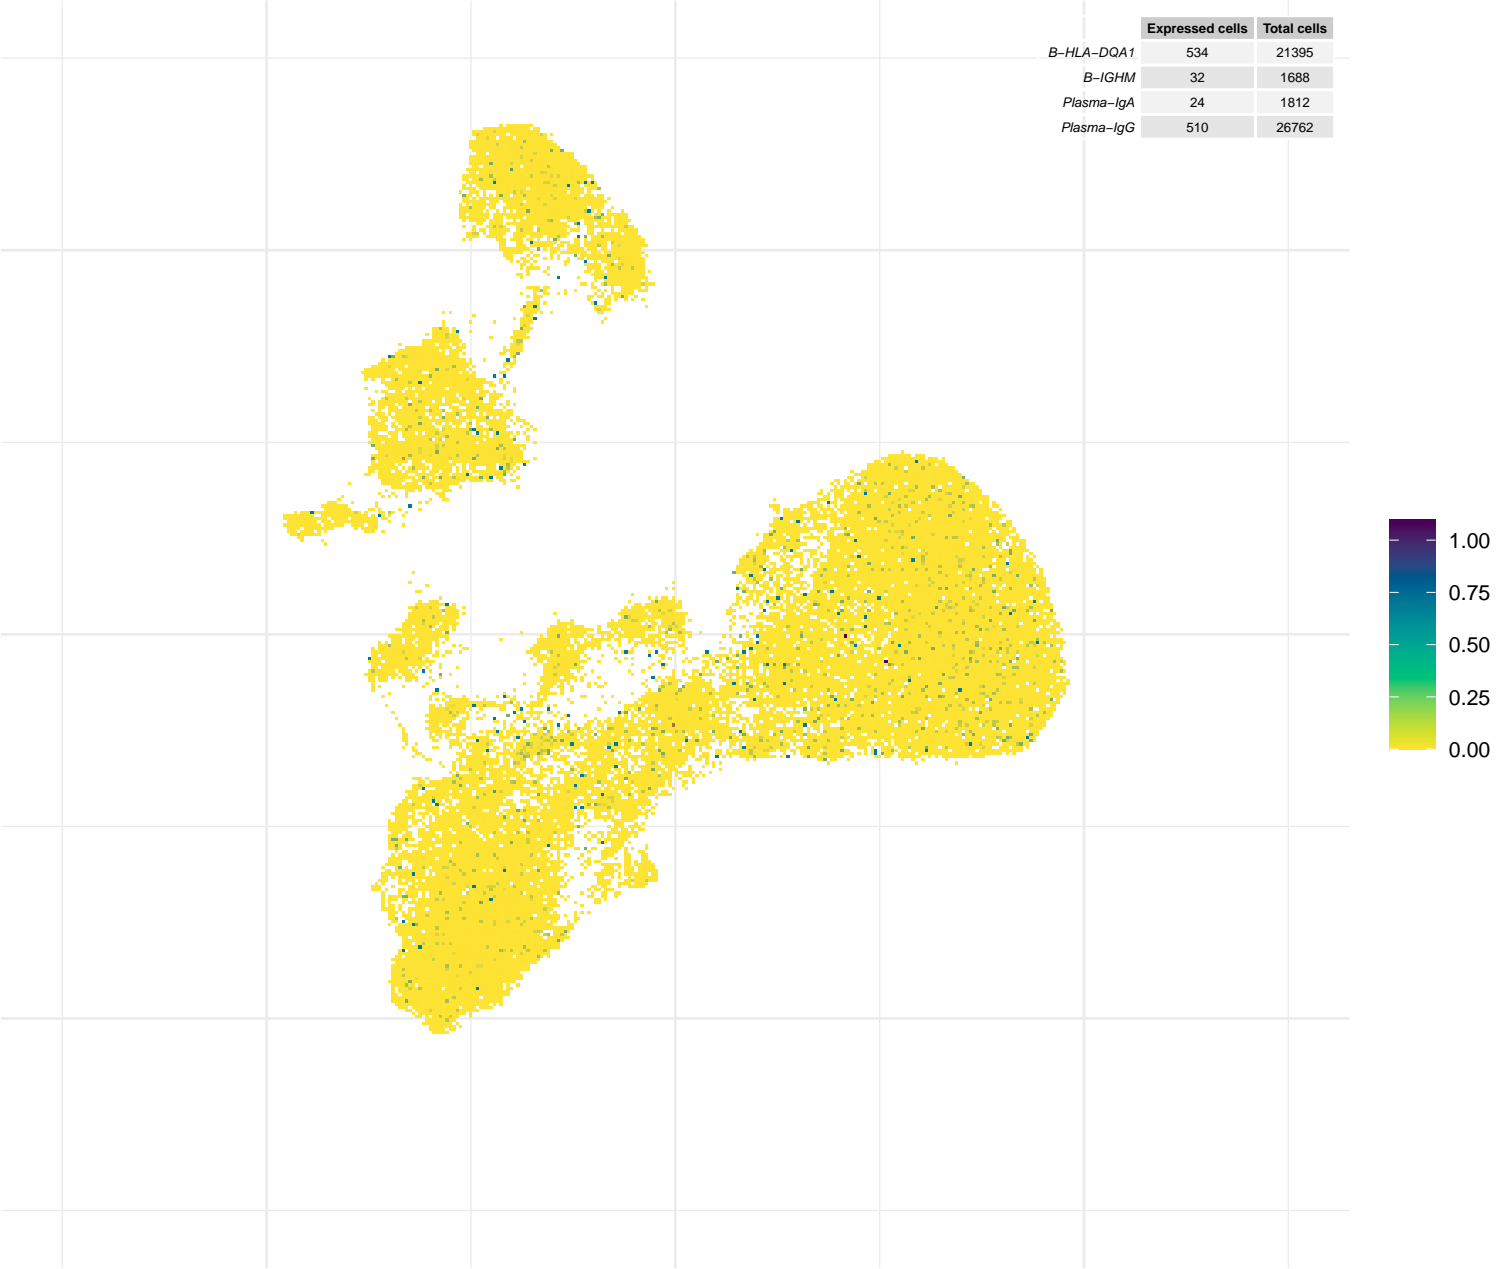 Expressed cells Total cells
B−HLA−DQA1 534 21395
B−IGHM 32 1688
Plasma−IgA 24 1812
Plasma−IgG 510 26762
1.00
0.75
0.50
0.25
0.00